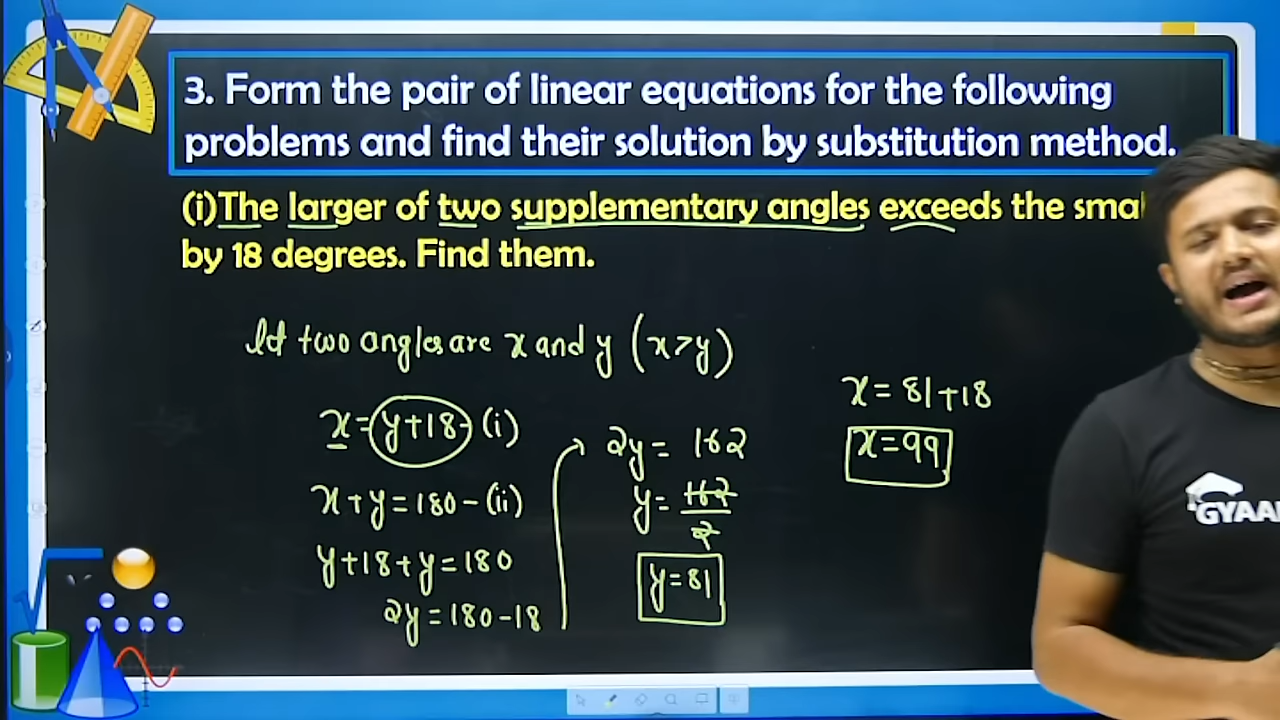 3. Form the pair of linear equations for the following
problems and find their solution by substitution method.
(i)The larger of two supplementary angles exceeds the
by 18 degrees. Find them.
let two angles are x and y (x>y)
x=y+18-(i)
x+y=180-(ii)
y+18+y=180
2y=180-18
2y=162
y=162/2
y=81
x=81+18
x=99